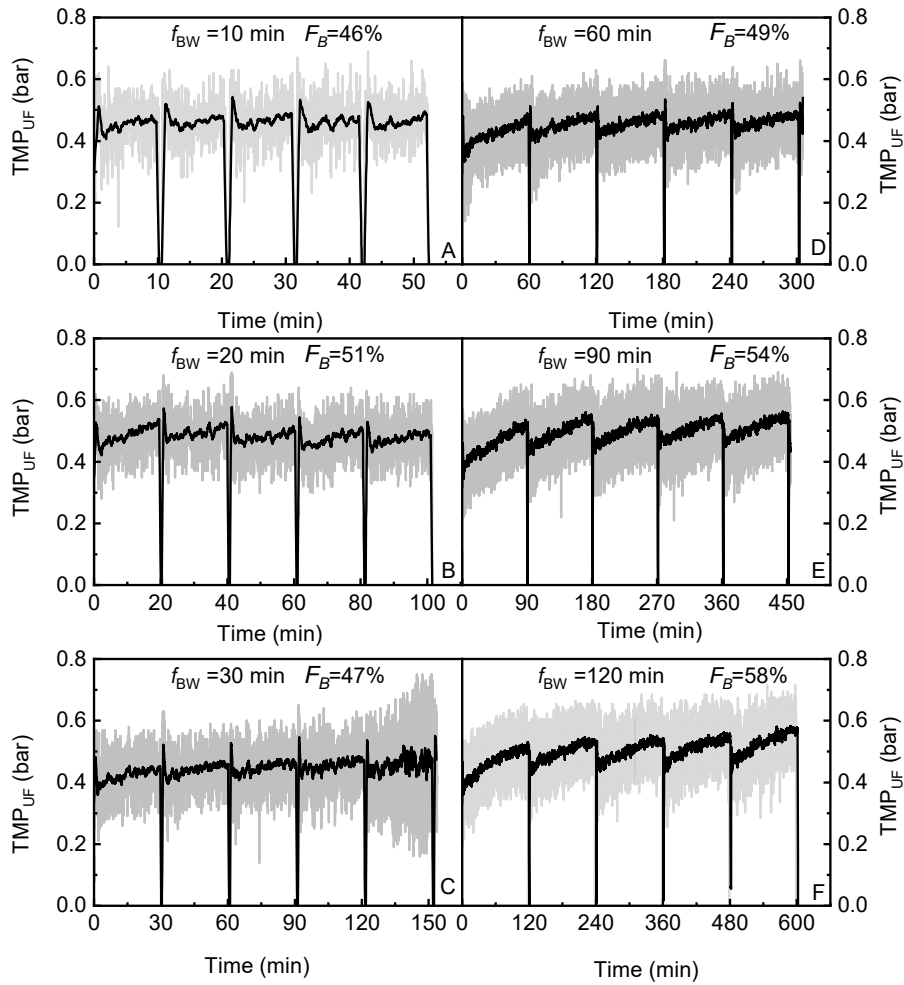 f_BW =10 min F_B=46%
TMP_UF (bar)
0.8
0.6
0.4
0.2
0.0
0 10 20 30 40 50
A
Time (min)
f_BW =60 min F_B=49%
0.8
0.6
0.4
0.2
0.0
TMP_UF (bar)
0 60 120 180 240 300
D
Time (min)
f_BW =20 min F_B=51%
TMP_UF (bar)
0.8
0.6
0.4
0.2
0.0
0 20 40 60 80 100
B
Time (min)
f_BW =90 min F_B=54%
0.8
0.6
0.4
0.2
0.0
TMP_UF (bar)
0 90 180 270 360 450
E
Time (min)
f_BW =30 min F_B=47%
TMP_UF (bar)
0.8
0.6
0.4
0.2
0.0
0 30 60 90 120 150
C
Time (min)
f_BW =120 min F_B=58%
0.8
0.6
0.4
0.2
0.0
TMP_UF (bar)
0 120 240 360 480 600
F
Time (min)